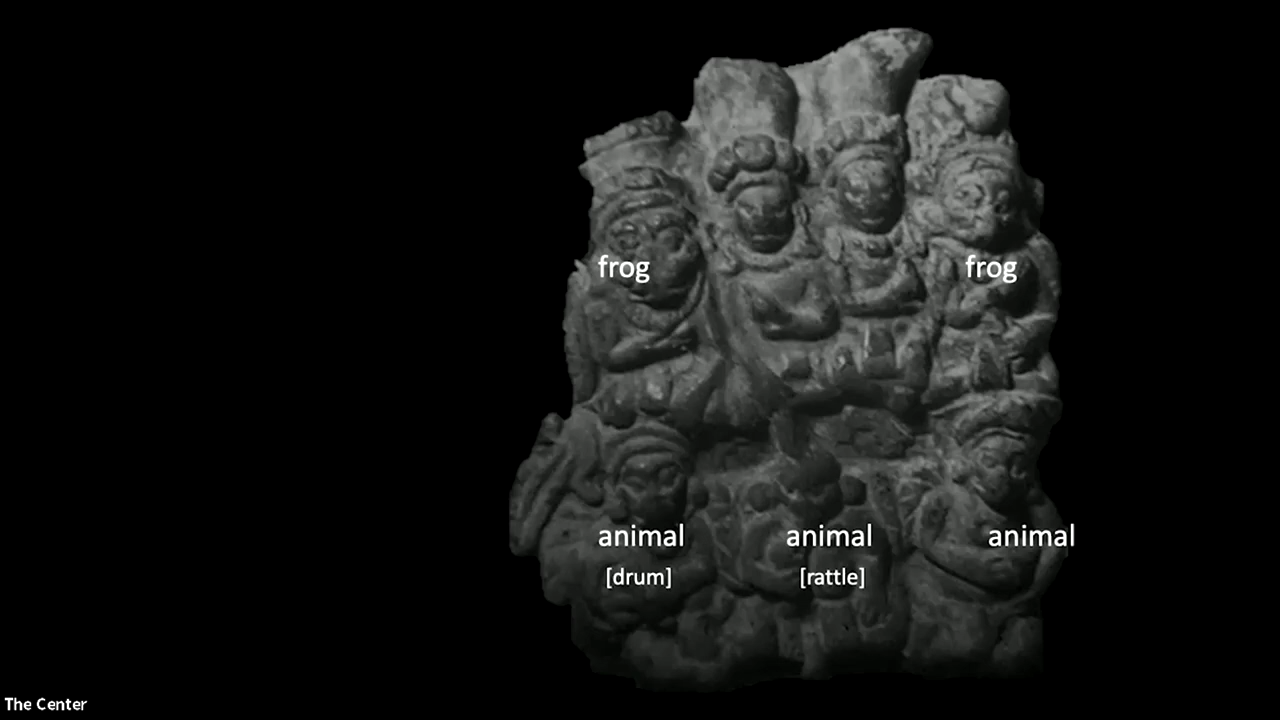 frog
frog
animal
animal
animal
[drum]
[rattle]
The Center